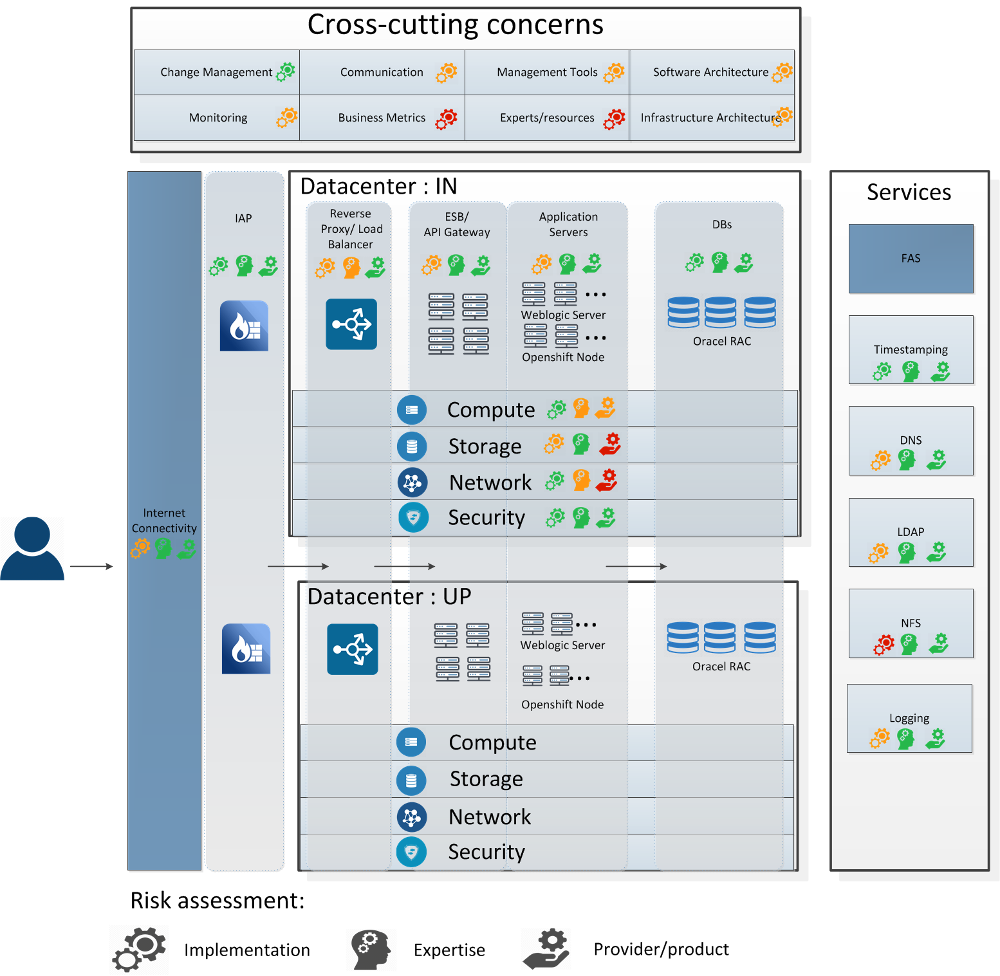 Cross-cutting concerns
Change Management
Communication
Management Tools
Software Architecture
Monitoring
Business Metrics
Experts/resources
Infrastructure Architecture
Internet
Connectivity
IAP
Datacenter : IN
Reverse
Proxy/ Load
Balancer
ESB/
API Gateway
Application
Servers
DBs
Weblogic Server
Openshift Node
Oracel RAC
Compute
Storage
Network
Security
Datacenter : UP
Weblogic Server
Openshift Node
Oracel RAC
Compute
Storage
Network
Security
Services
FAS
Timestamping
DNS
LDAP
NFS
Logging
Risk assessment:
Implementation
Expertise
Provider/product